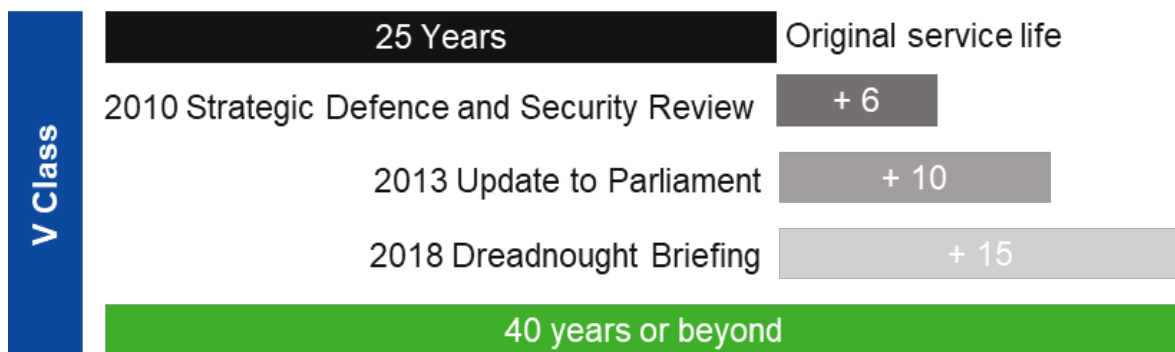 V Class
25 Years
Original service life
2010 Strategic Defence and Security Review
+ 6
2013 Update to Parliament
+ 10
2018 Dreadnought Briefing
+ 15
40 years or beyond